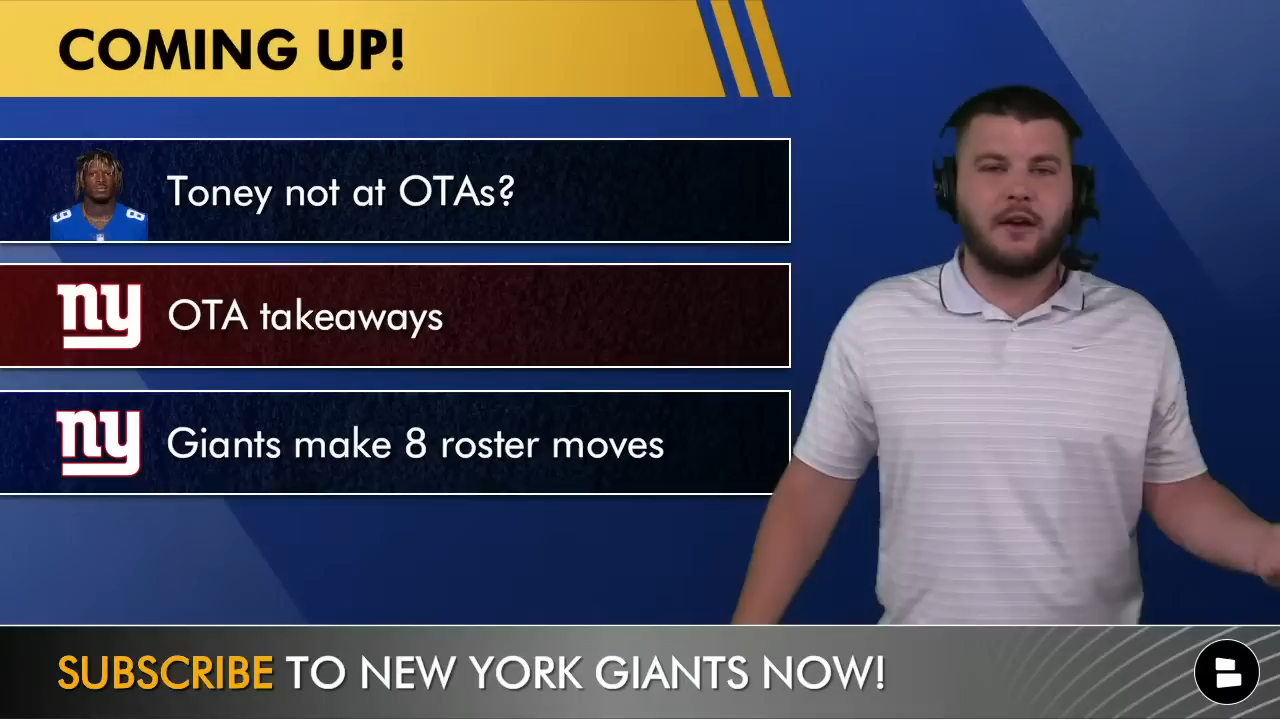 COMING UP!
Toney not at OTAs?
ny
OTA takeaways
ny
Giants make 8 roster moves
SUBSCRIBE TO NEW YORK GIANTS NOW!